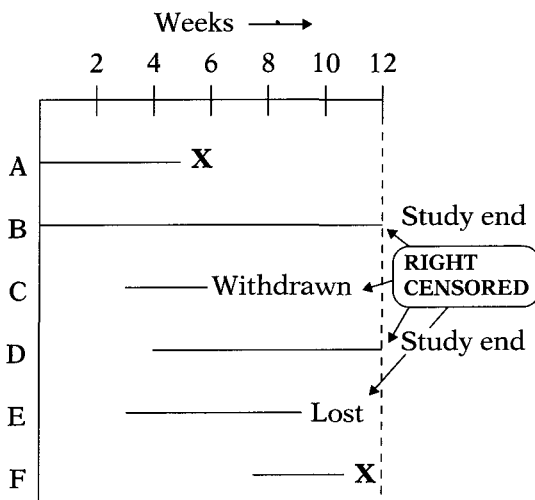 Weeks
2 4 6 8 10 12
A X
B Study end
RIGHT
CENSORED
C Withdrawn
D Study end
E Lost
F X